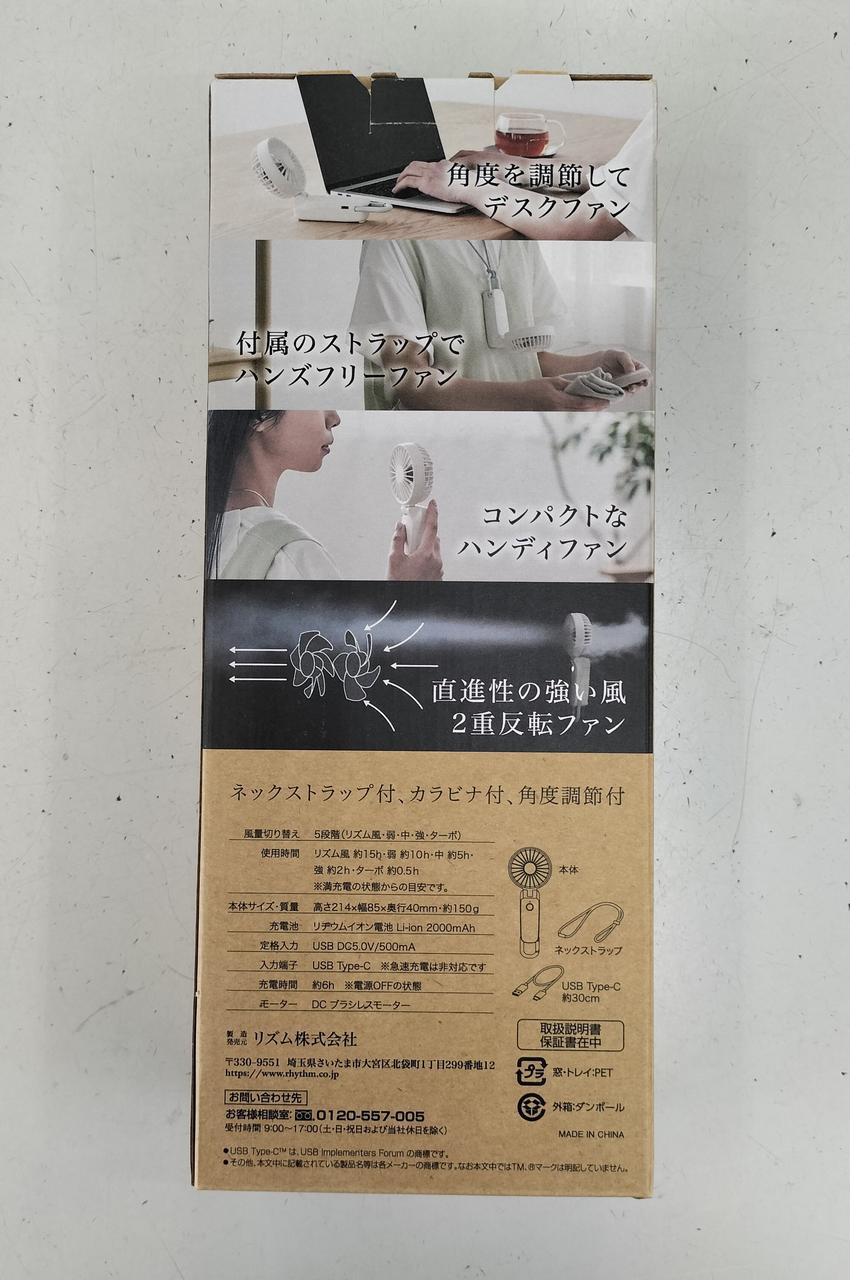 角度を調節して
デスクファン
付属のストラップで
ハンズフリーファン
コンパクトな
ハンディファン
直進性の強い風
2重反転ファン
ネックストラップ付、カラビナ付、角度調節付
風量切り替え 5段階(リズム風・弱・中・強・ターボ)
使用時間 リズム風 約15h・弱 約10h・中 約5h・
強 約2h・ターボ 約0.5h
※満充電の状態からの目安です。
本体サイズ・質量 高さ214×幅85×奥行40mm・約150g
充電池 リチウムイオン電池 Li-ion 2000mAh
定格入力 USB DC5.0V/500mA
入力端子 USB Type-C ※急速充電は非対応です
充電時間 約6h ※電源OFFの状態
モーター DC ブラシレスモーター
本体
ネックストラップ
USB Type-C
約30cm
製造
発売元 リズム株式会社
〒330-9551 埼玉県さいたま市大宮区北袋町1丁目299番地12
https://www.rhythm.co.jp
お問い合わせ先
お客様相談室: 0120-557-005
受付時間 9:00〜17:00(土・日・祝日および当社休日を除く)
取扱説明書
保証書在中
プラ 窓・トレイ:PET
外箱:ダンボール
MADE IN CHINA
●USB Type-C™ は、USB Implementers Forum の商標です。
●その他、本文中に記載されている製品名等は各メーカーの商標です。なお本文中ではTM、®マークは明記していません。